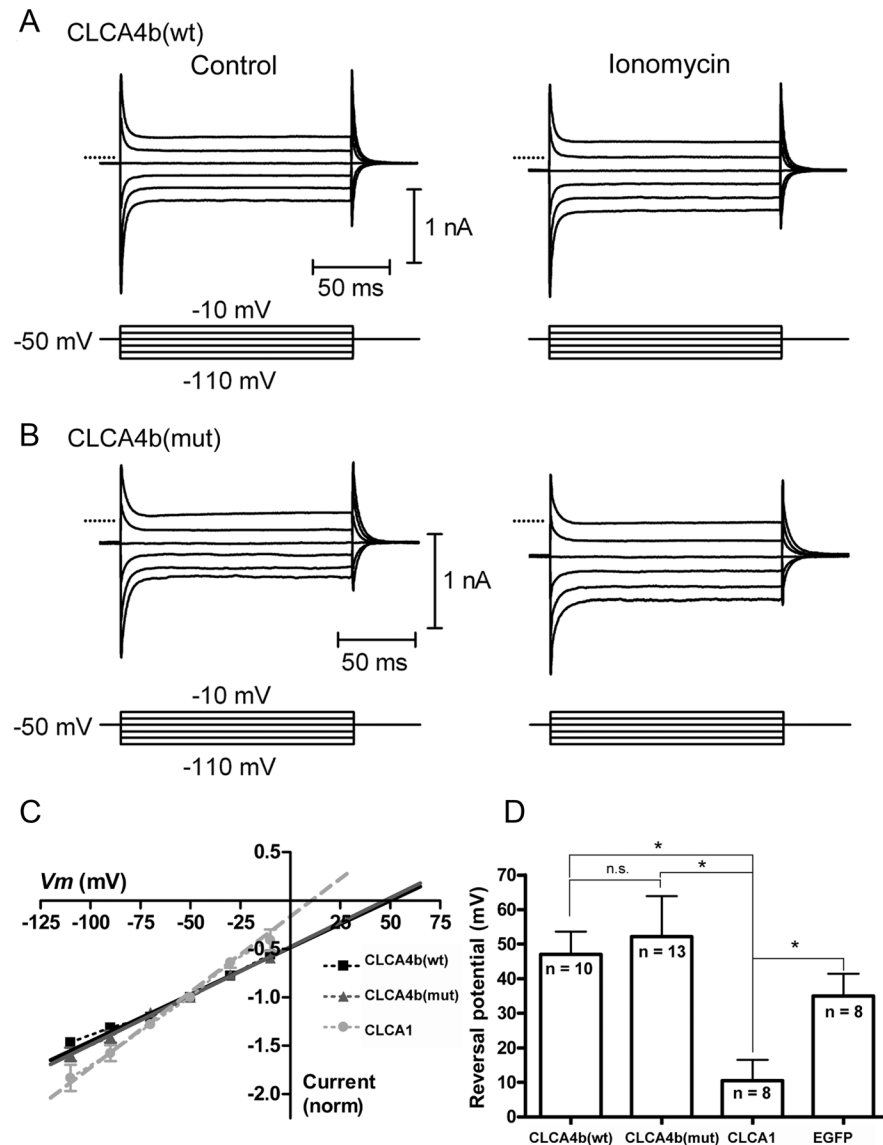 A
CLCA4b(wt)
Control
Ionomycin
1 nA
50 ms
-10 mV
-50 mV
-110 mV
B
CLCA4b(mut)
1 nA
50 ms
-10 mV
-50 mV
-110 mV
C
Vm (mV)
0.5
-125 -100 -75 -50 -25 0 25 50 75
-0.5
-1.0
-1.5
-2.0
CLCA4b(wt)
CLCA4b(mut)
CLCA1
Current
(norm)
D
Reversal potential (mV)
70
60
50
40
30
20
10
0
*
n.s.
*
*
n = 10
n = 13
n = 8
n = 8
CLCA4b(wt) CLCA4b(mut) CLCA1 EGFP